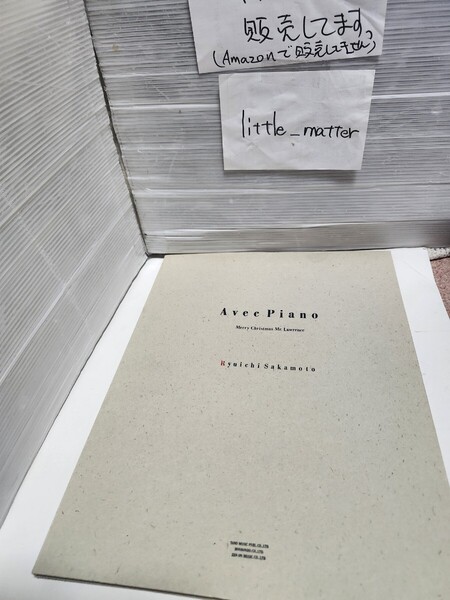 販売してます。
(Amazonで販売してません)
little_matter
Avec Piano
Merry Christmas Mr. Lawrence
Ryuichi Sakamoto